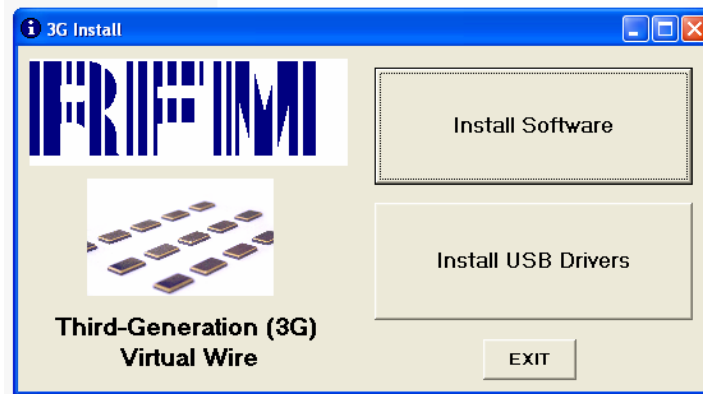 3G Install
RFM
Install Software
Install USB Drivers
Third-Generation (3G)
Virtual Wire
EXIT